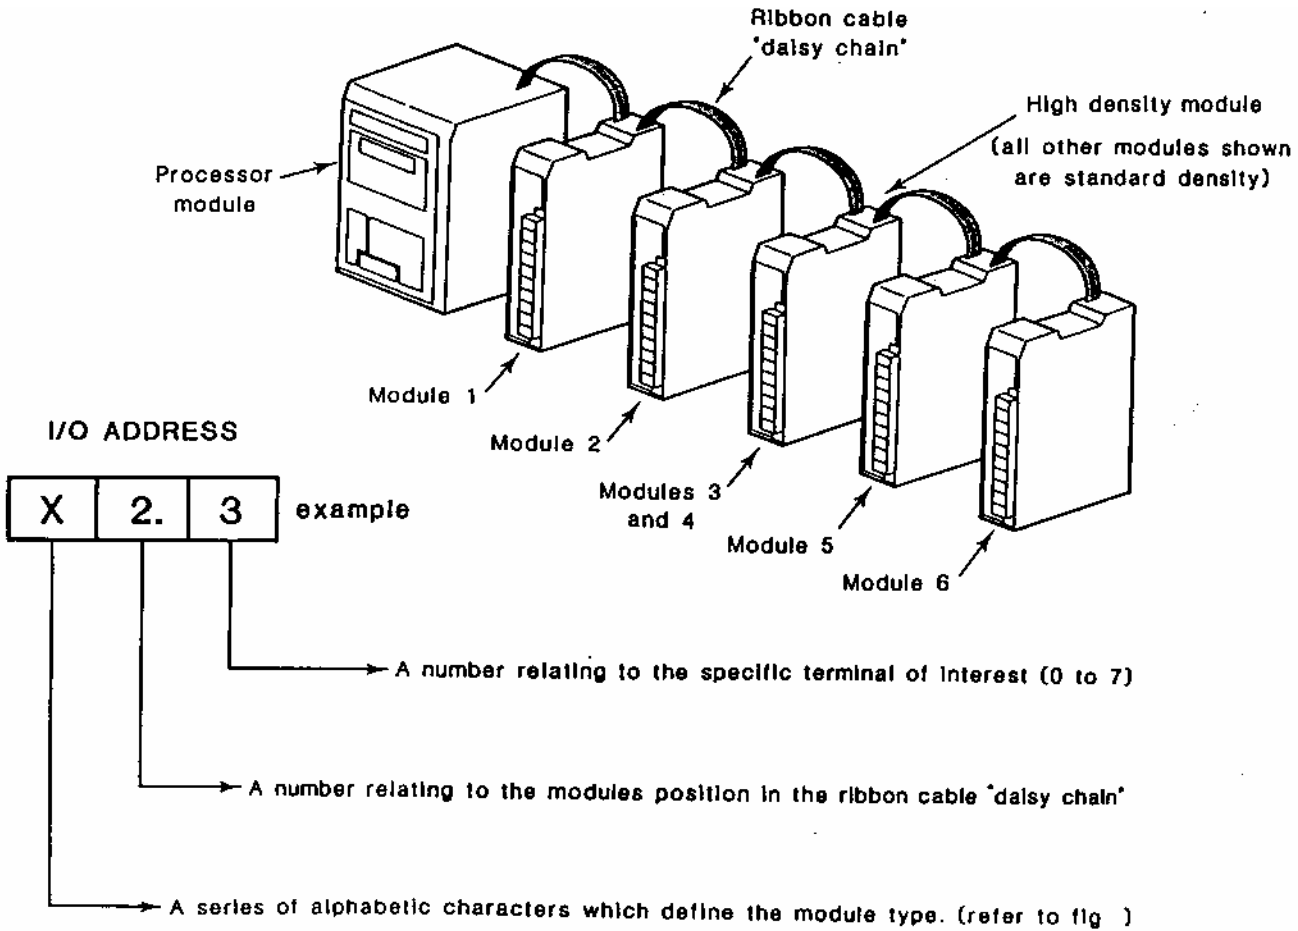 Ribbon cable
"daisy chain"
High density module
(all other modules shown
are standard density)
Processor
module
Module 1
Module 2
Modules 3
and 4
Module 5
Module 6
I/O ADDRESS
X 2. 3 example
A number relating to the specific terminal of interest (0 to 7)
A number relating to the modules position in the ribbon cable "daisy chain"
A series of alphabetic characters which define the module type. (refer to fig )